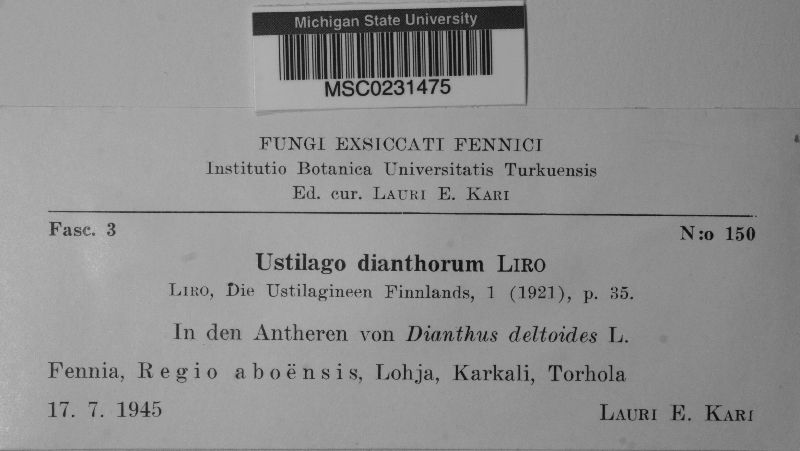 Michigan State University
MSC0231475
FUNGI EXSICCATI FENNICI
Institutio Botanica Universitatis Turkuensis
Ed. cur. LAURI E. KARI
Fasc. 3 N:o 150
Ustilago dianthorum LIRO
LIRO, Die Ustilagineen Finnlands, 1 (1921), p. 35.
In den Antheren von Dianthus deltoides L.
Fennia, Regio aboënsis, Lohja, Karkali, Torhola
17. 7. 1945 LAURI E. KARI